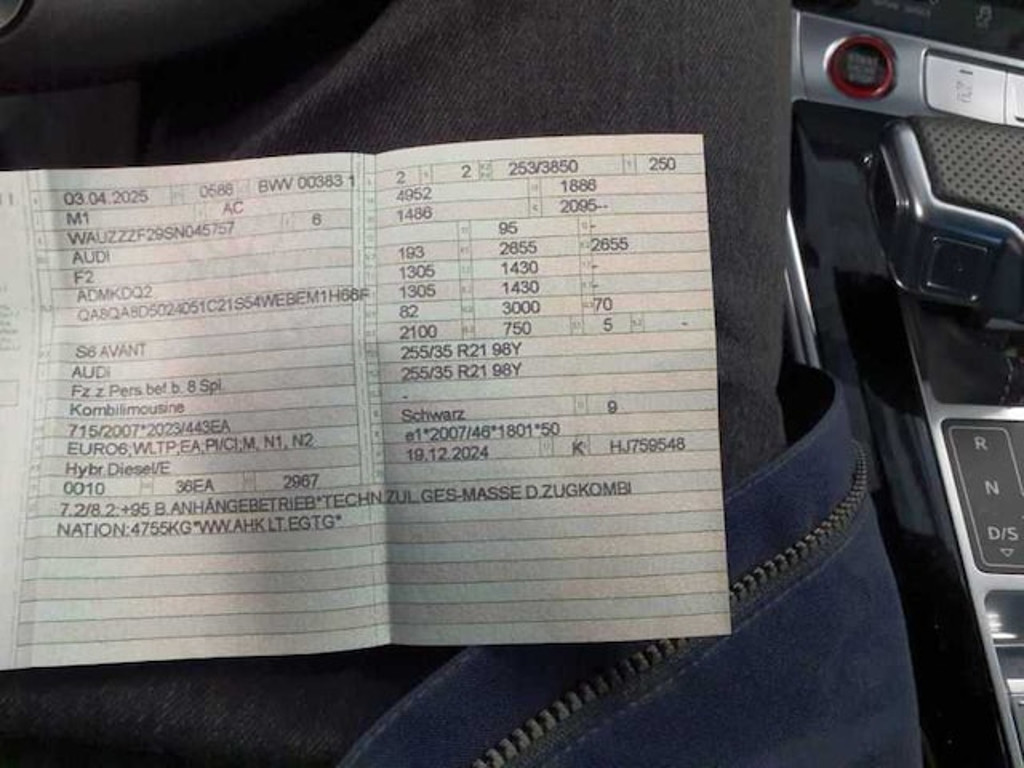 03.04.2025 0588 BWV 00383 1
M1 AC
WAUZZZF29SN045757 6
AUDI
F2
ADMKDQ2
QA8QA8D5024051C21S54WEBEM1H66F
S6 AVANT
AUDI
Fz.z.Pers.bef.b. 8 Spl.
Kombilimousine
715/2007*2023/443EA
EURO6;WLTP;EA;PI/CI;M, N1, N2
Hybr.Diesel/E
0010 36EA 2967
2 2 253/3850 250
4952 1886
1486 2095--
95 -
193 2655 2655
1305 1430 -
1305 1430 -
82 3000 70
2100 750 5 -
255/35 R21 98Y
255/35 R21 98Y
-
Schwarz 9
e1*2007/46*1801*50
19.12.2024 K HJ759548
7.2/8.2:+95 B.ANHÄNGEBETRIEB*TECHN.ZUL.GES-MASSE D.ZUGKOMBI
NATION:4755KG*WW.AHK LT.EGTG*
R
N
D/S